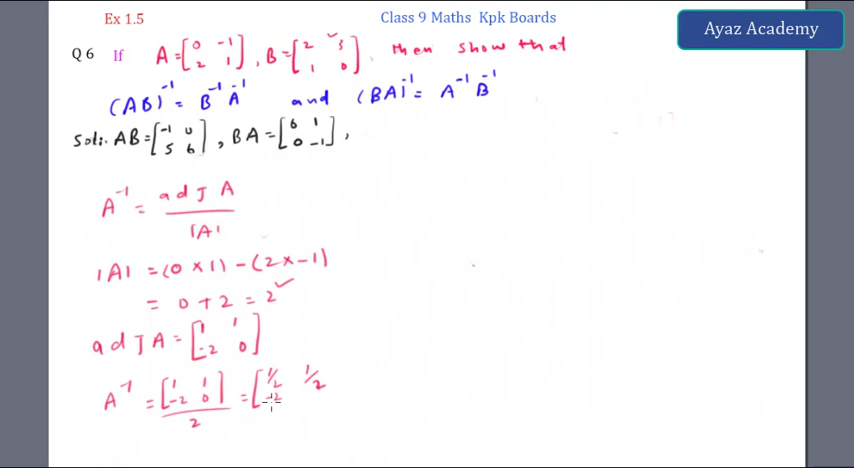 Ex 1.5 Class 9 Maths Kpk Boards Ayaz Academy
Q 6 If A = [0 -1 2 1], B = [2 3 1 0], then show that
(AB)⁻¹ = B⁻¹ A⁻¹ and (BA)⁻¹ = A⁻¹ B⁻¹
Sol:. AB = [-1 0 5 6], BA = [6 1 0 -1],
A⁻¹ = adj A
|A|
|A| = (0 × 1) - (2 × -1)
= 0 + 2 = 2 ✓
adj A = [1 1 -2 0]
A⁻¹ = [1 1 -2 0] = [1/2 1/2 -2
2